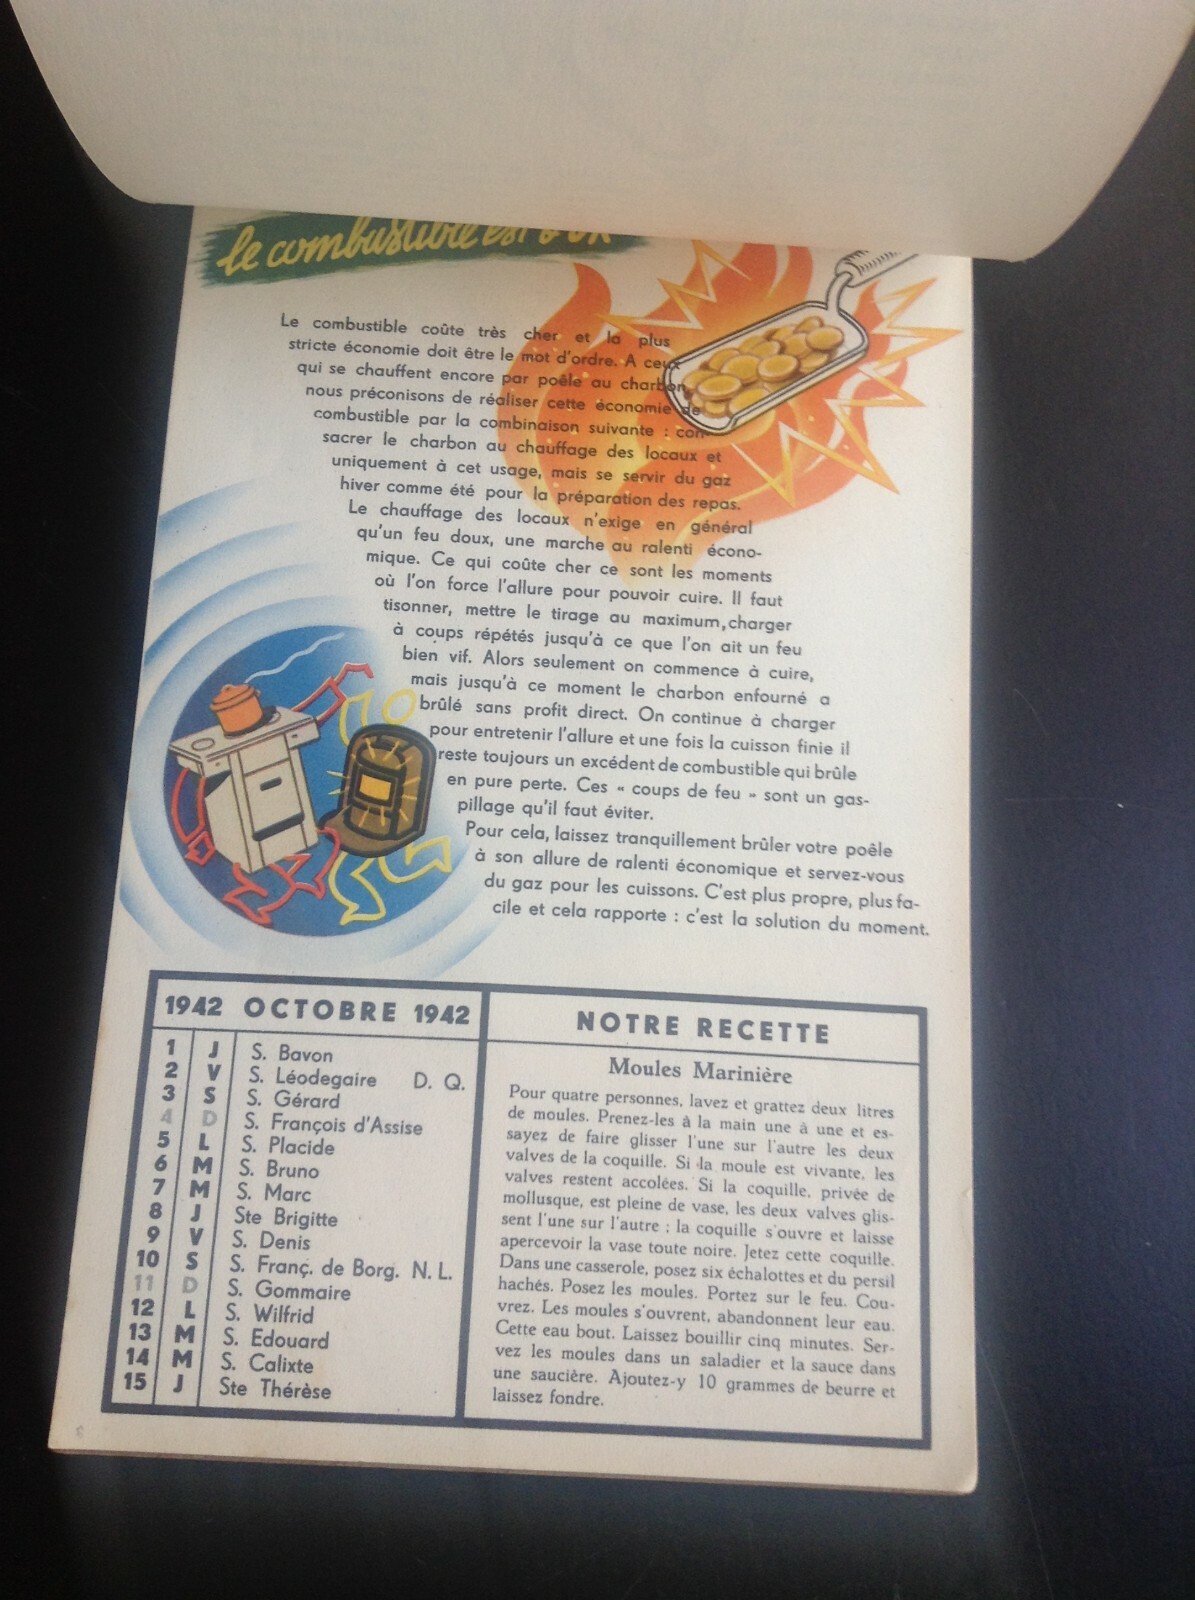 le combustible est d'or
Le combustible coûte très cher et la plus
stricte économie doit être le mot d'ordre. A ceux
qui se chauffent encore par poêle au charbon
nous préconisons de réaliser cette économie de
combustible par la combinaison suivante : con-
sacrer le charbon au chauffage des locaux et
uniquement à cet usage, mais se servir du gaz
hiver comme été pour la préparation des repas.
Le chauffage des locaux n'exige en général
qu'un feu doux, une marche au ralenti écono-
mique. Ce qui coûte cher ce sont les moments
où l'on force l'allure pour pouvoir cuire. Il faut
tisonner, mettre le tirage au maximum, charger
à coups répétés jusqu'à ce que l'on ait un feu
bien vif. Alors seulement on commence à cuire,
mais jusqu'à ce moment le charbon enfourné a
brûlé sans profit direct. On continue à charger
pour entretenir l'allure et une fois la cuisson finie il
reste toujours un excédent de combustible qui brûle
en pure perte. Ces « coups de feu » sont un gas-
pillage qu'il faut éviter.
Pour cela, laissez tranquillement brûler votre poêle
à son allure de ralenti économique et servez-vous
du gaz pour les cuissons. C'est plus propre, plus fa-
cile et cela rapporte : c'est la solution du moment.
1942 OCTOBRE 1942
1 J S. Bavon
2 V S. Léodegaire D. Q.
3 S S. Gérard
4 D S. François d'Assise
5 L S. Placide
6 M S. Bruno
7 M S. Marc
8 J Ste Brigitte
9 V S. Denis
10 S S. Franç. de Borg. N. L.
11 D S. Gommaire
12 L S. Wilfrid
13 M S. Edouard
14 M S. Calixte
15 J Ste Thérèse
NOTRE RECETTE
Moules Marinière
Pour quatre personnes, lavez et grattez deux litres
de moules. Prenez-les à la main une à une et es-
sayez de faire glisser l'une sur l'autre les deux
valves de la coquille. Si la moule est vivante, les
valves restent accolées. Si la coquille, privée de
mollusque, est pleine de vase, les deux valves glis-
sent l'une sur l'autre ; la coquille s'ouvre et laisse
apercevoir la vase toute noire. Jetez cette coquille.
Dans une casserole, posez six échalottes et du persil
hachés. Posez les moules. Portez sur le feu. Cou-
vrez. Les moules s'ouvrent, abandonnent leur eau.
Cette eau bout. Laissez bouillir cinq minutes. Ser-
vez les moules dans un saladier et la sauce dans
une saucière. Ajoutez-y 10 grammes de beurre et
laissez fondre.